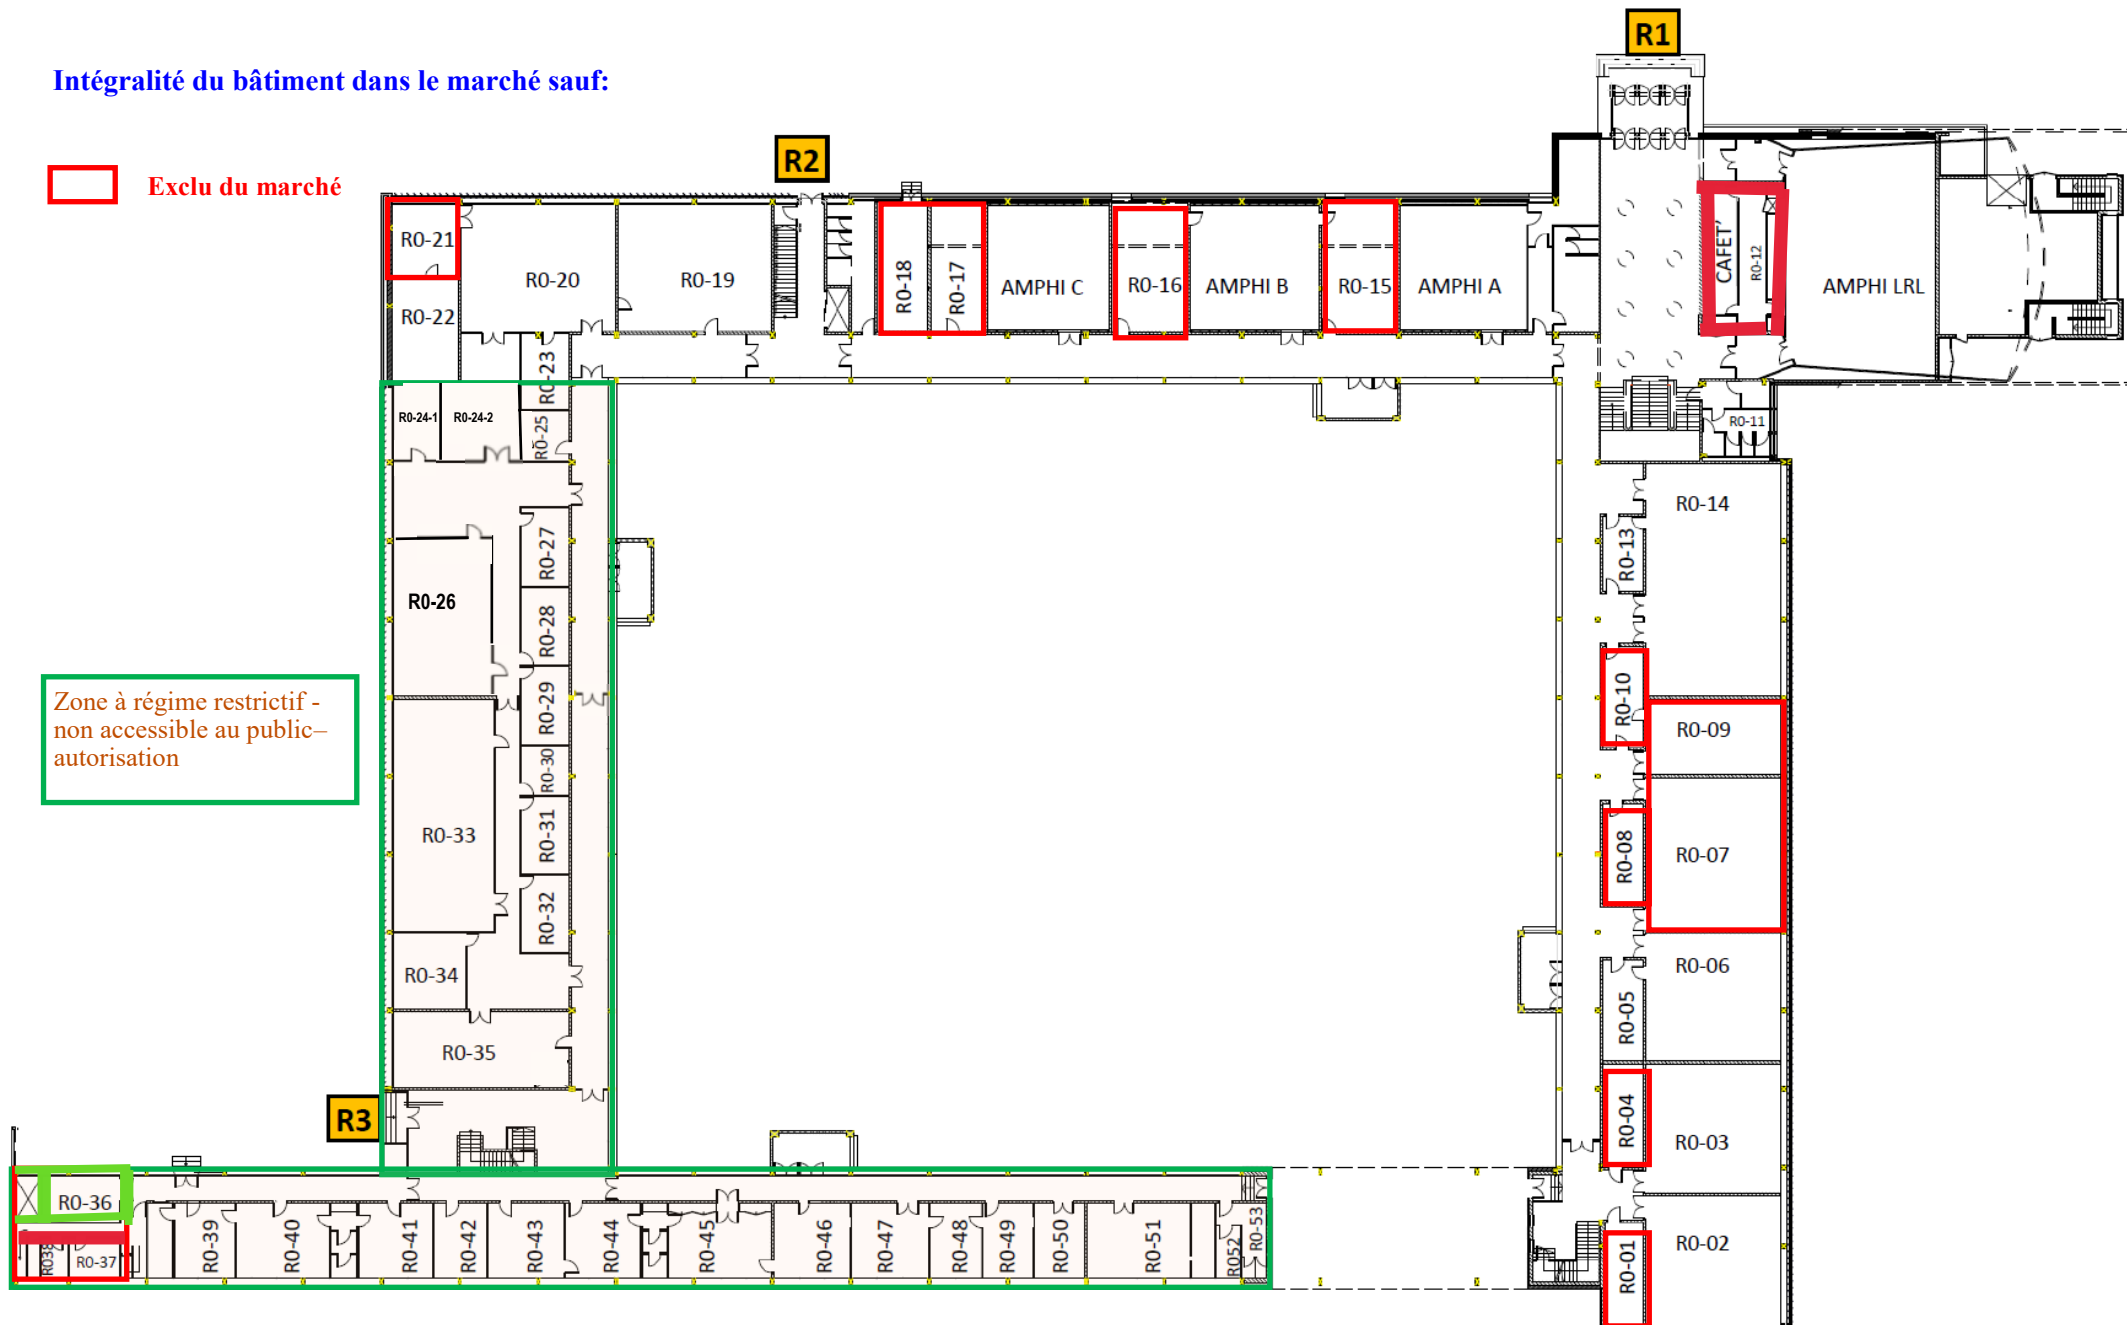 R1
Intégralité du bâtiment dans le marché sauf:
R2
Exclu du marché
R0-21
R0-20
R0-19
R0-18
R0-17
AMPHI C
R0-16
AMPHI B
R0-15
AMPHI A
CAFET'
R0-12
AMPHI LRL
R0-22
R0-23
R0-24-1
R0-24-2
R0-25
R0-11
R0-14
R0-13
R0-27
R0-26
R0-28
R0-29
R0-10
R0-09
Zone à régime restrictif -
non accessible au public–
autorisation
R0-30
R0-31
R0-33
R0-08
R0-07
R0-32
R0-34
R0-06
R0-05
R0-35
R3
R0-04
R0-03
R0-36
R038
R0-37
R0-39
R0-40
R0-41
R0-42
R0-43
R0-44
R0-45
R0-46
R0-47
R0-48
R0-49
R0-50
R0-51
R052
R0-53
R0-02
R0-01